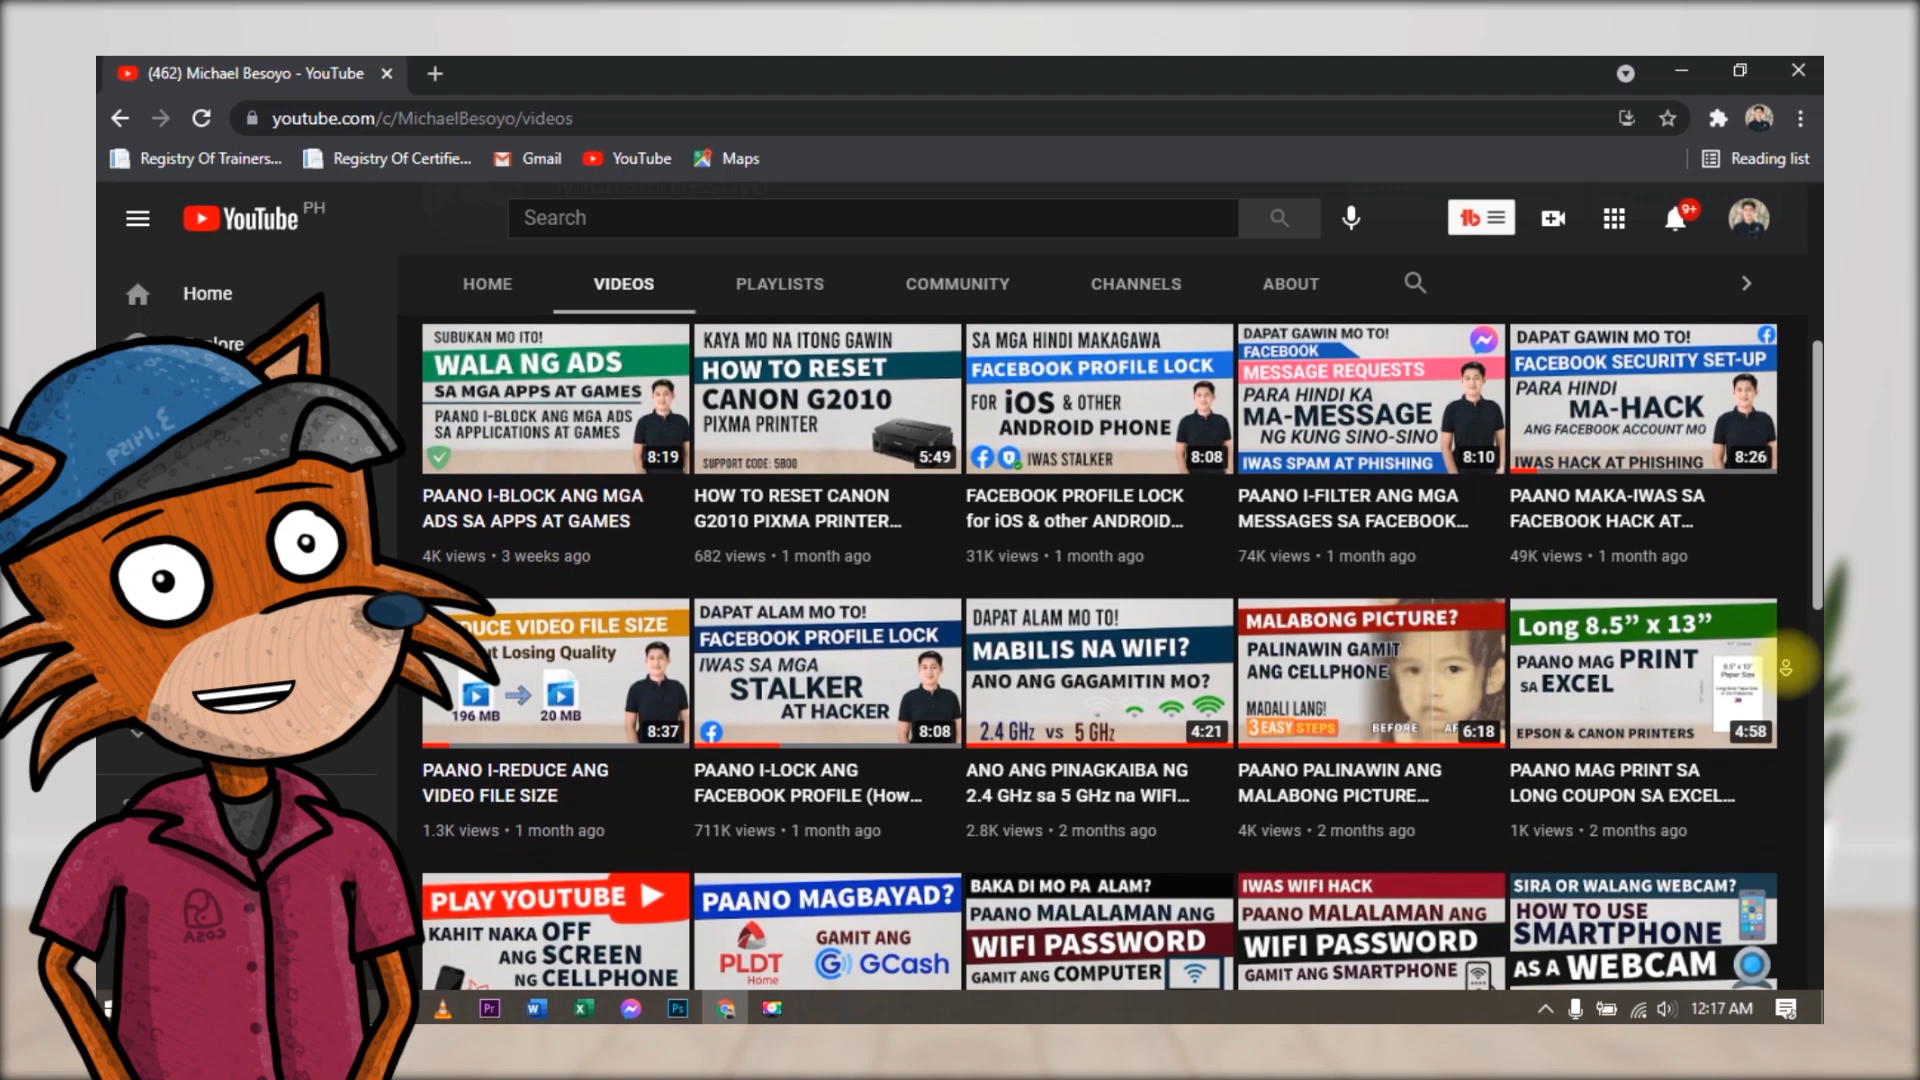 (462) Michael Besoyo - YouTube
youtube.com/c/MichaelBesoyo/videos
Registry Of Trainers... Registry Of Certifie... Gmail YouTube Maps Reading list
YouTube PH Search 9+
HOME VIDEOS PLAYLISTS COMMUNITY CHANNELS ABOUT
Home
SUBUKAN MO ITO!
WALA NG ADS
SA MGA APPS AT GAMES
PAANO I-BLOCK ANG MGA ADS
SA APPLICATIONS AT GAMES
8:19
KAYA MO NA ITONG GAWIN
HOW TO RESET
CANON G2010
PIXMA PRINTER
SUPPORT CODE: 5B00
5:49
SA MGA HINDI MAKAGAWA
FACEBOOK PROFILE LOCK
FOR iOS & OTHER
ANDROID PHONE
IWAS STALKER
8:08
DAPAT GAWIN MO TO!
FACEBOOK
MESSAGE REQUESTS
PARA HINDI KA
MA-MESSAGE
NG KUNG SINO-SINO
IWAS SPAM AT PHISHING
8:10
DAPAT GAWIN MO TO!
FACEBOOK SECURITY SET-UP
PARA HINDI
MA-HACK
ANG FACEBOOK ACCOUNT MO
IWAS HACK AT PHISHING
8:26
PAANO I-BLOCK ANG MGA
ADS SA APPS AT GAMES
4K views • 3 weeks ago
HOW TO RESET CANON
G2010 PIXMA PRINTER...
682 views • 1 month ago
FACEBOOK PROFILE LOCK
for iOS & other ANDROID...
31K views • 1 month ago
PAANO I-FILTER ANG MGA
MESSAGES SA FACEBOOK...
74K views • 1 month ago
PAANO MAKA-IWAS SA
FACEBOOK HACK AT...
49K views • 1 month ago
DUCE VIDEO FILE SIZE
ut Losing Quality
196 MB 20 MB
8:37
DAPAT ALAM MO TO!
FACEBOOK PROFILE LOCK
IWAS SA MGA
STALKER
AT HACKER
8:08
DAPAT ALAM MO TO!
MABILIS NA WIFI?
ANO ANG GAGAMITIN MO?
2.4 GHz vs 5 GHz
4:21
MALABONG PICTURE?
PALINAWIN GAMIT
ANG CELLPHONE
MADALI LANG!
3 EASY STEPS
BEFORE AF
6:18
Long 8.5” x 13”
PAANO MAG PRINT
SA EXCEL
8.5" x 13"
Paper Size
EPSON & CANON PRINTERS
4:58
PAANO I-REDUCE ANG
VIDEO FILE SIZE
1.3K views • 1 month ago
PAANO I-LOCK ANG
FACEBOOK PROFILE (How...
711K views • 1 month ago
ANO ANG PINAGKAIBA NG
2.4 GHz sa 5 GHz na WIFI...
2.8K views • 2 months ago
PAANO PALINAWIN ANG
MALABONG PICTURE...
4K views • 2 months ago
PAANO MAG PRINT SA
LONG COUPON SA EXCEL...
1K views • 2 months ago
PLAY YOUTUBE
KAHIT NAKA OFF
ANG SCREEN
NG CELLPHONE
PAANO MAGBAYAD?
GAMIT ANG
PLDT
Home
GCash
BAKA DI MO PA ALAM?
PAANO MALALAMAN ANG
WIFI PASSWORD
GAMIT ANG COMPUTER
IWAS WIFI HACK
PAANO MALALAMAN ANG
WIFI PASSWORD
GAMIT ANG SMARTPHONE
SIRA OR WALANG WEBCAM?
HOW TO USE
SMARTPHONE
AS A WEBCAM
12:17 AM